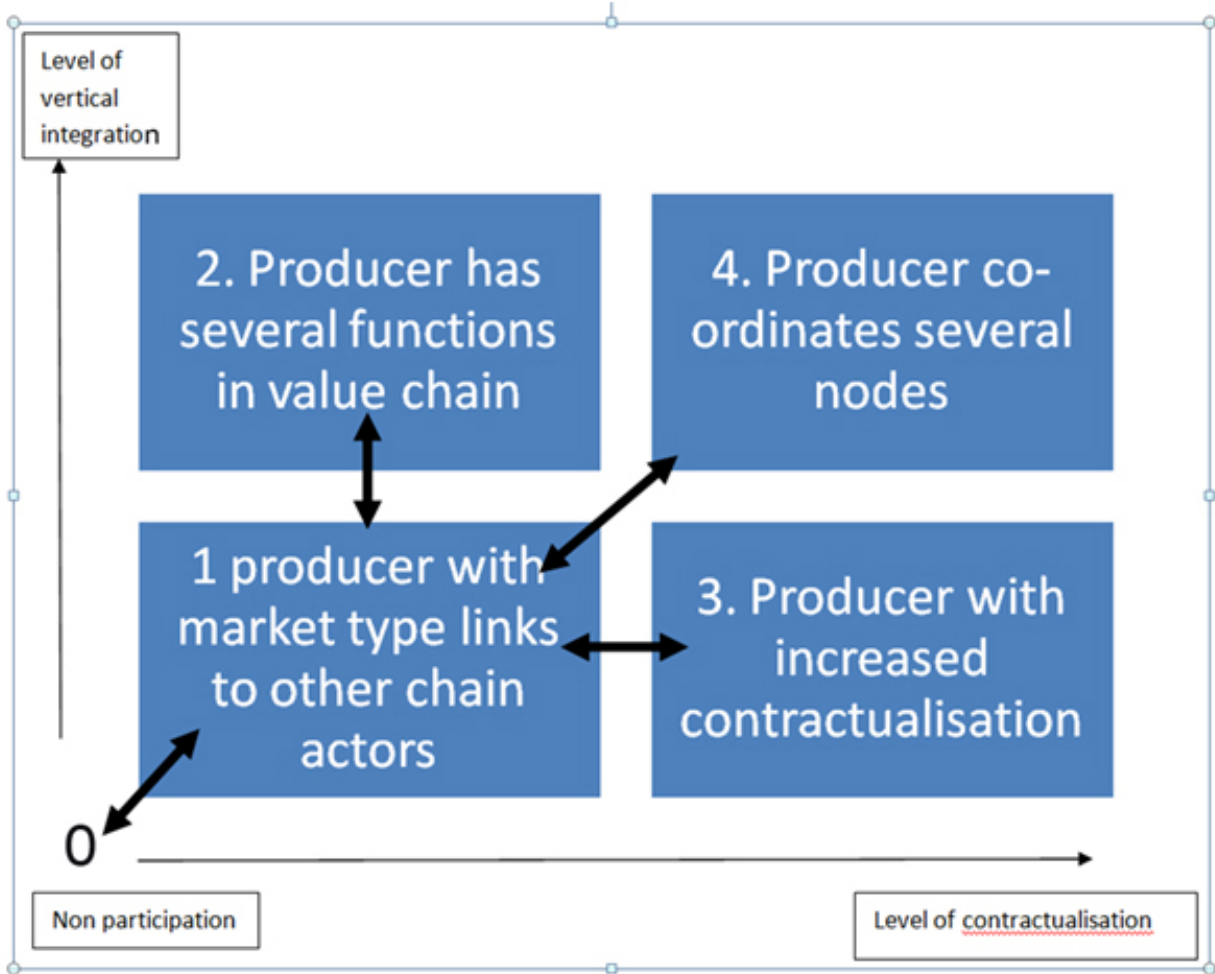 Level of
vertical
integration
2. Producer has
several functions
in value chain
4. Producer co-
ordinates several
nodes
1 producer with
market type links
to other chain
actors
3. Producer with
increased
contractualisation
0
Non participation
Level of contractualisation